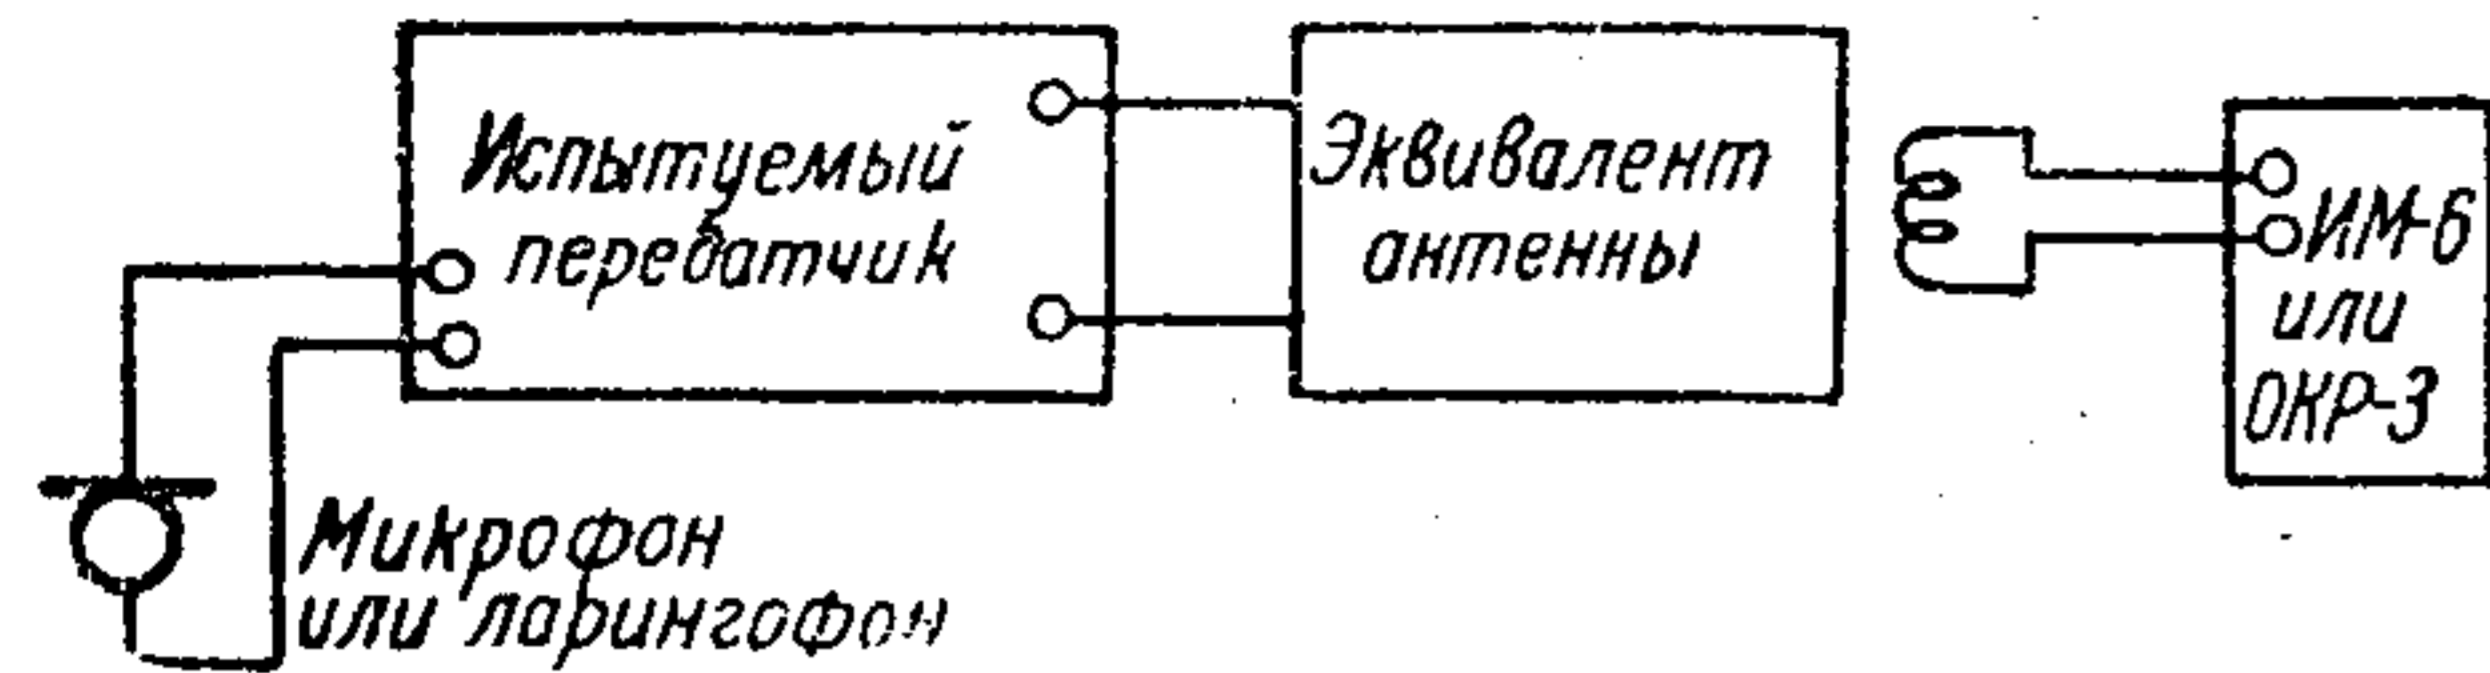 Испытуемый
передатчик
Эквивалент
антенны
ИМ-6
или
ОКР-3
Микрофон
или ларингофон